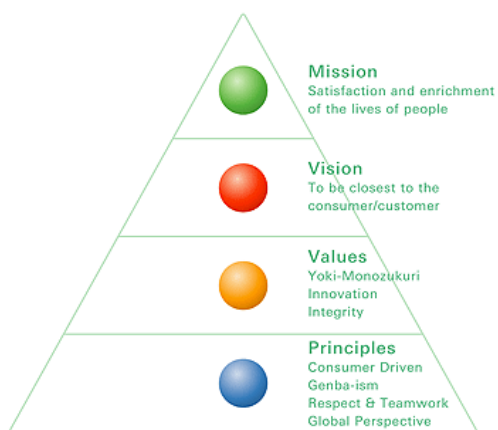 Mission
Satisfaction and enrichment
of the lives of people
Vision
To be closest to the
consumer/customer
Values
Yoki-Monozukuri
Innovation
Integrity
Principles
Consumer Driven
Genba-ism
Respect & Teamwork
Global Perspective